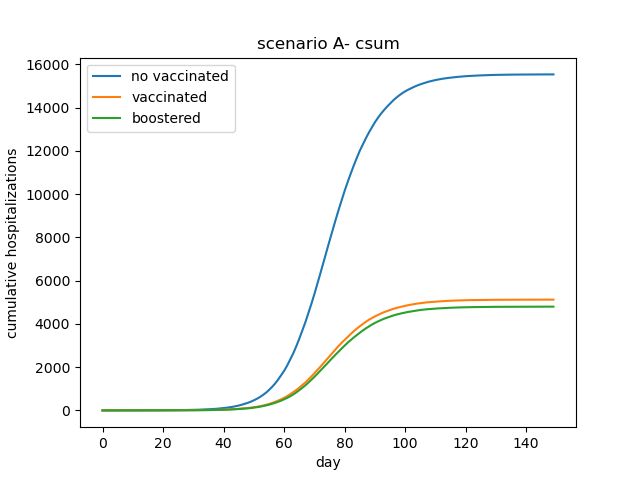 scenario A- csum
16000
14000
12000
10000
8000
6000
4000
2000
0
cumulative hospitalizations
no vaccinated
vaccinated
boostered
0 20 40 60 80 100 120 140
day